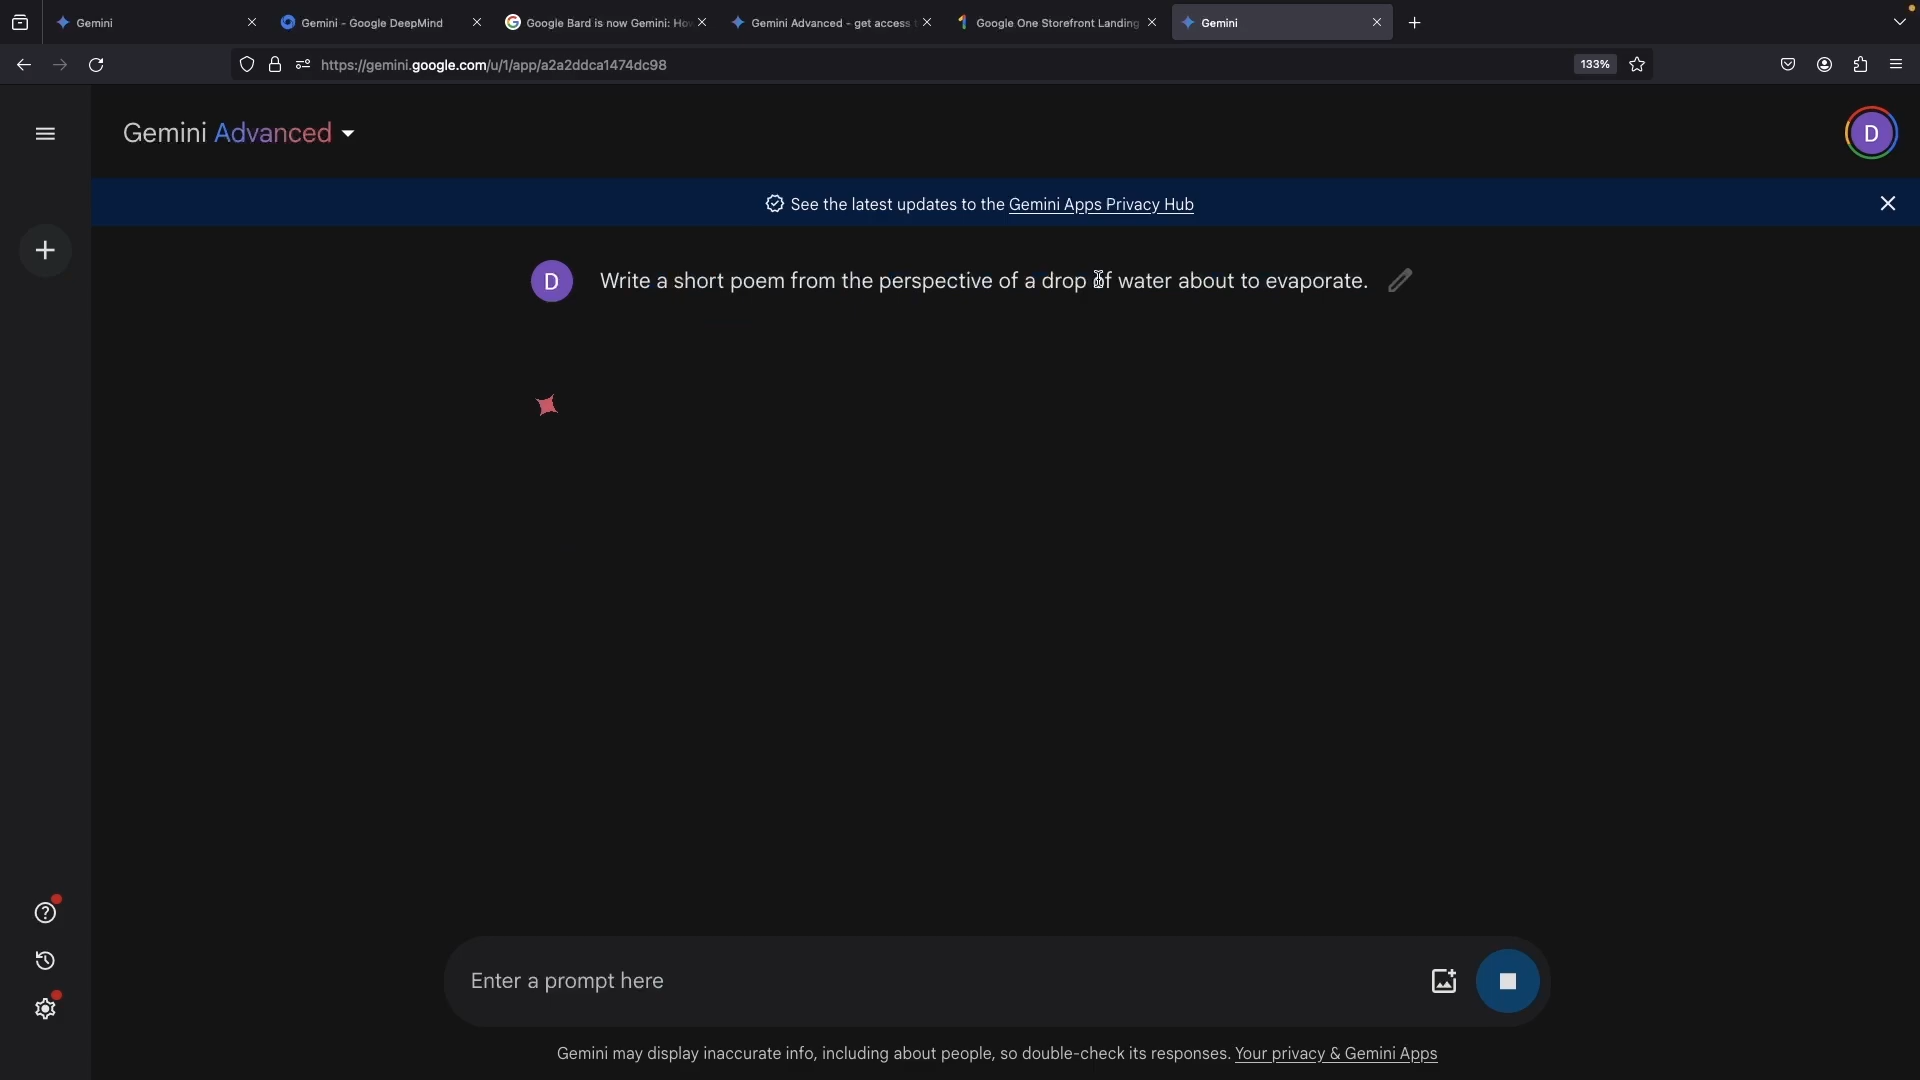 Gemini
Gemini - Google DeepMind
Google Bard is now Gemini: Ho
Gemini Advanced - get access
Google One Storefront Landing
Gemini
https://gemini.google.com/u/1/app/a2a2ddca1474dc98
133%
Gemini Advanced
D
See the latest updates to the Gemini Apps Privacy Hub
D
Write a short poem from the perspective of a drop of water about to evaporate.
Enter a prompt here
Gemini may display inaccurate info, including about people, so double-check its responses. Your privacy & Gemini Apps